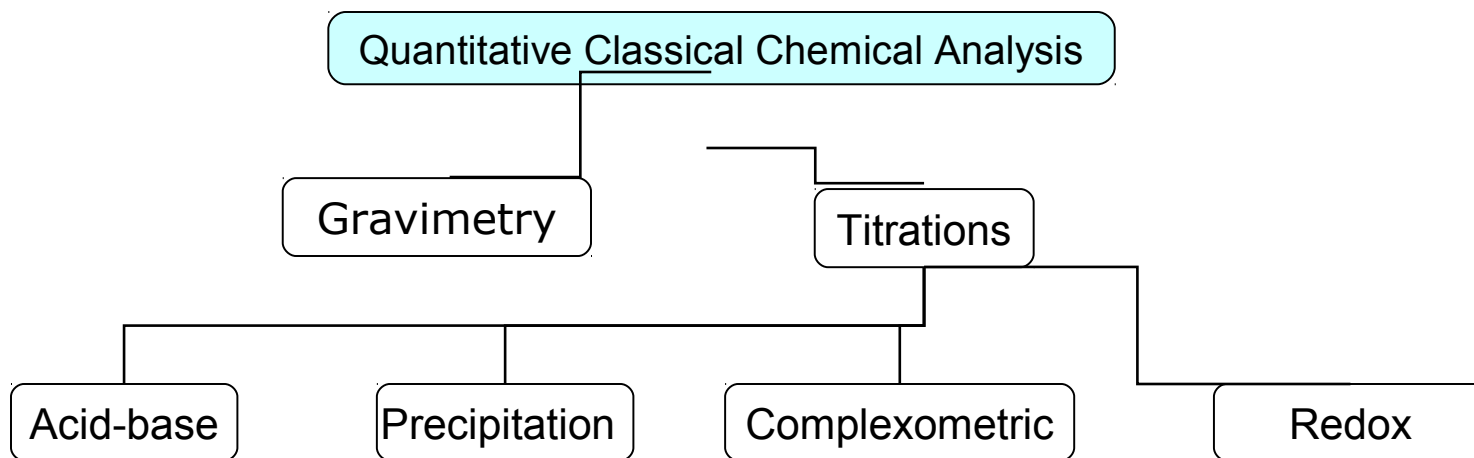 Quantitative Classical Chemical Analysis
Gravimetry
Titrations
Acid-base
Precipitation
Complexometric
Redox